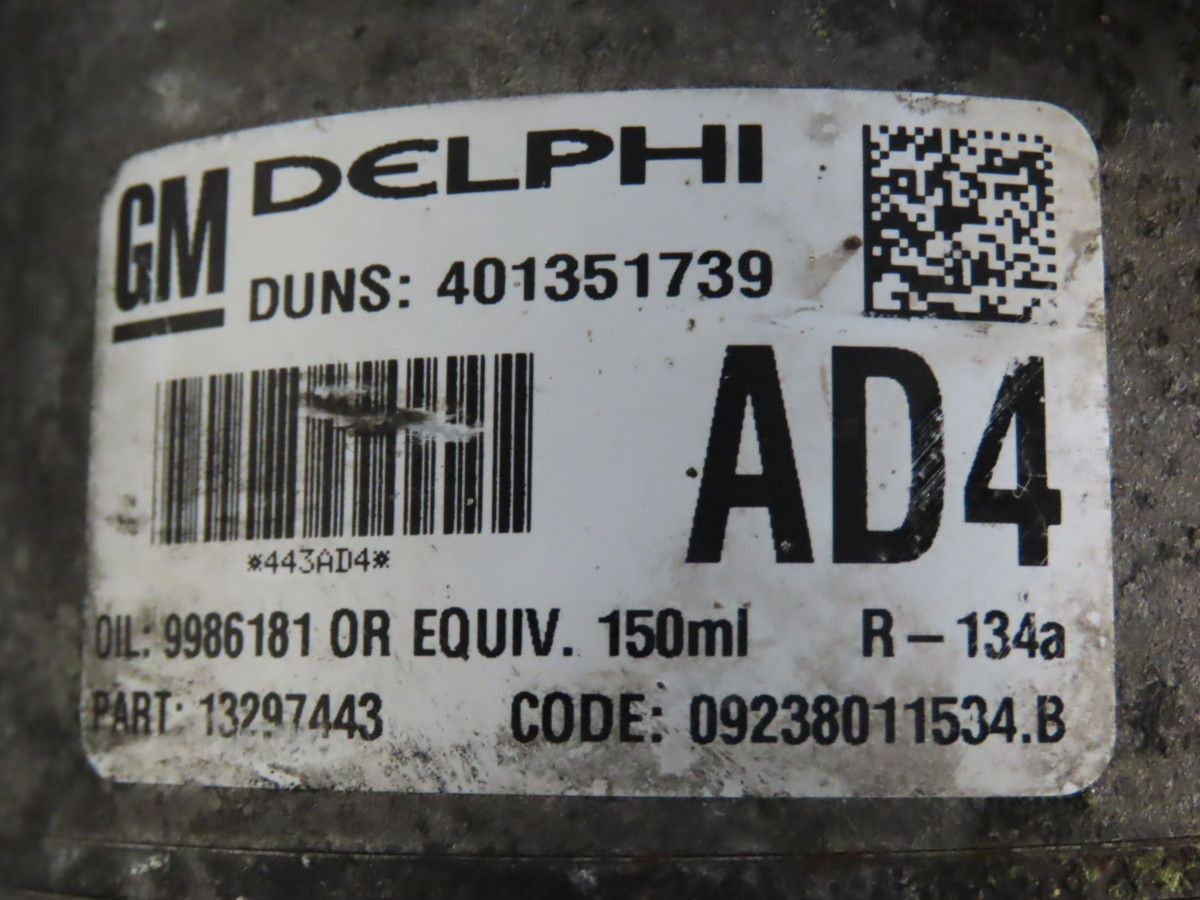 GM DELPHI
DUNS: 401351739
AD4
*443AD4*
OIL: 9986181 OR EQUIV. 150ml R-134a
PART: 13297443 CODE: 09238011534.B